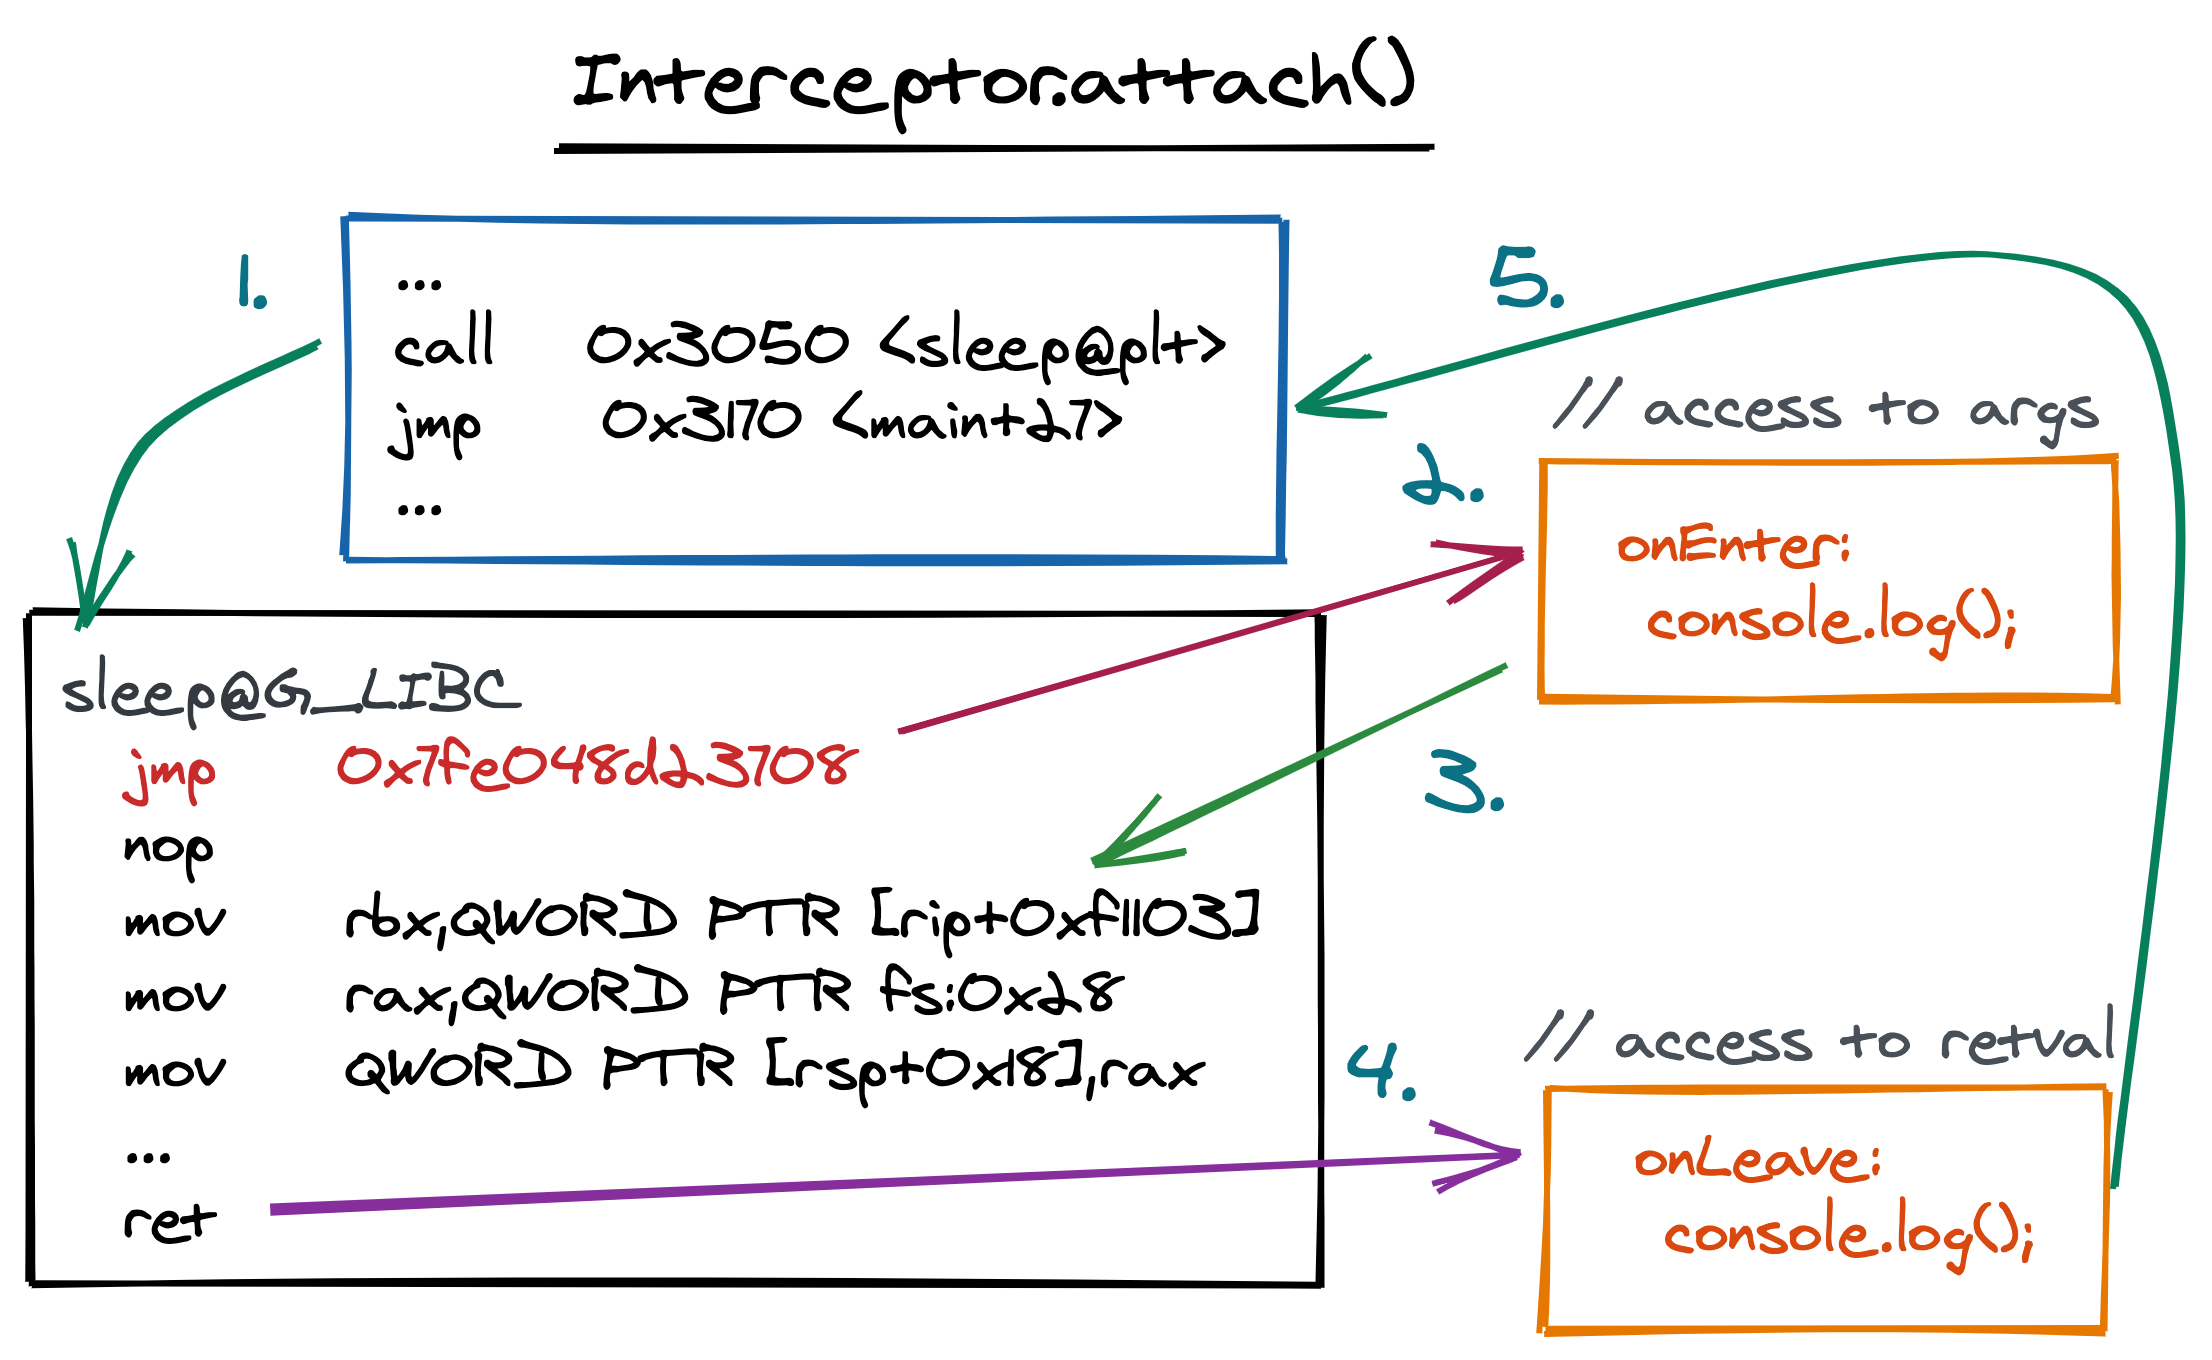 Interceptor.attach()
1.
...
call 0x3050 <sleep@plt>
jmp 0x3170 <main+27>
...
5.
// access to args
2.
onEnter:
console.log();
3.
sleep@G_LIBC
jmp 0x7fe048d23708
nop
mov rbx,QWORD PTR [rip+0xf1103]
mov rax,QWORD PTR fs:0x28
mov QWORD PTR [rsp+0x18],rax
...
ret
4.
// access to retval
onLeave:
console.log();